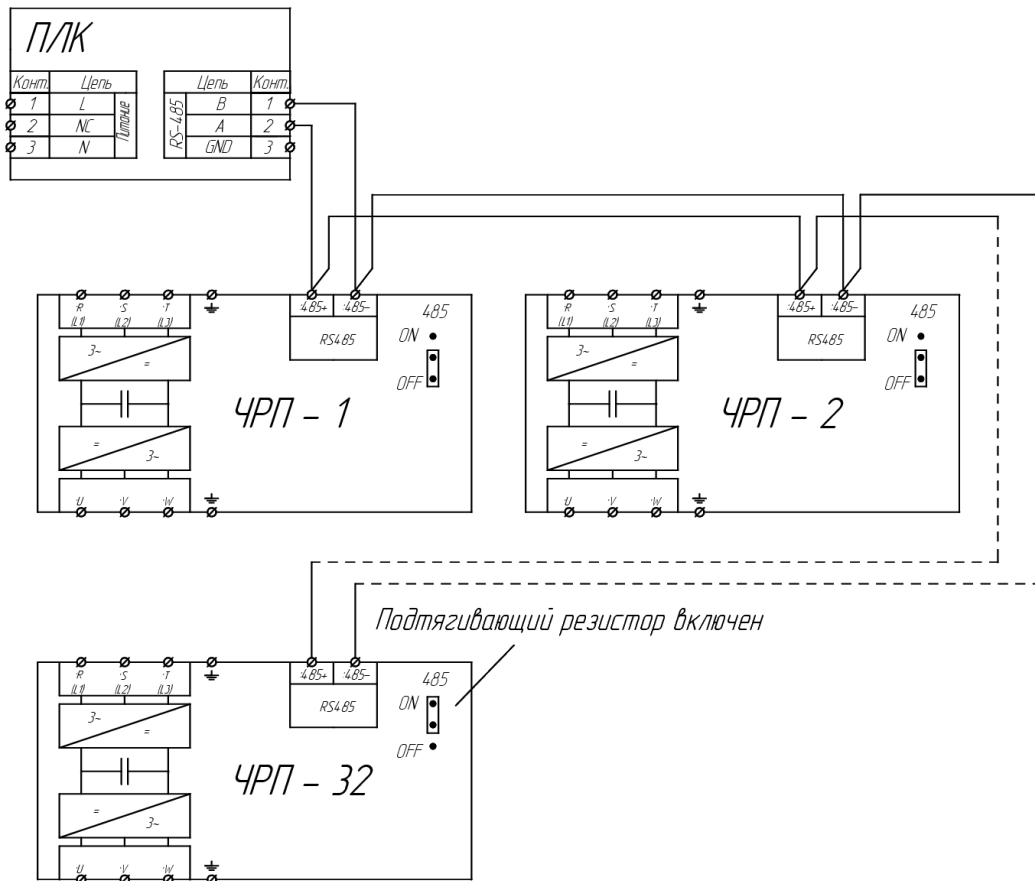 ПЛК
Конт. Цепь Цепь Конт.
1 L B 1
2 NC A 2
3 N GND 3
Питание
RS-485
·485+ ·485-
RS485
·R ·S ·T
(L1) (L2) (L3)
3~
=
=
3~
·U ·V ·W
485
ON
OFF
ЧРП - 1
·485+ ·485-
RS485
·R ·S ·T
(L1) (L2) (L3)
3~
=
=
3~
·U ·V ·W
485
ON
OFF
ЧРП - 2
Подтягивающий резистор включен
·485+ ·485-
RS485
·R ·S ·T
(L1) (L2) (L3)
3~
=
=
3~
·U ·V ·W
485
ON
OFF
ЧРП - 32